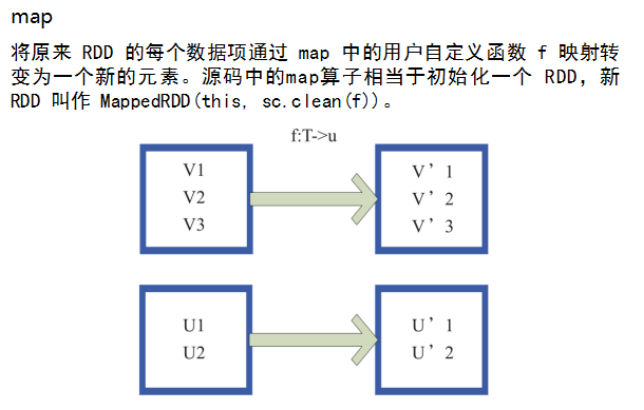 map
将原来 RDD 的每个数据项通过 map 中的用户自定义函数 f 映射转
变为一个新的元素。源码中的map算子相当于初始化一个 RDD, 新
RDD 叫作 MappedRDD(this, sc.clean(f))。
f:T->u
V1
V2
V3
V’ 1
V’ 2
V’ 3
U1
U2
U’ 1
U’ 2